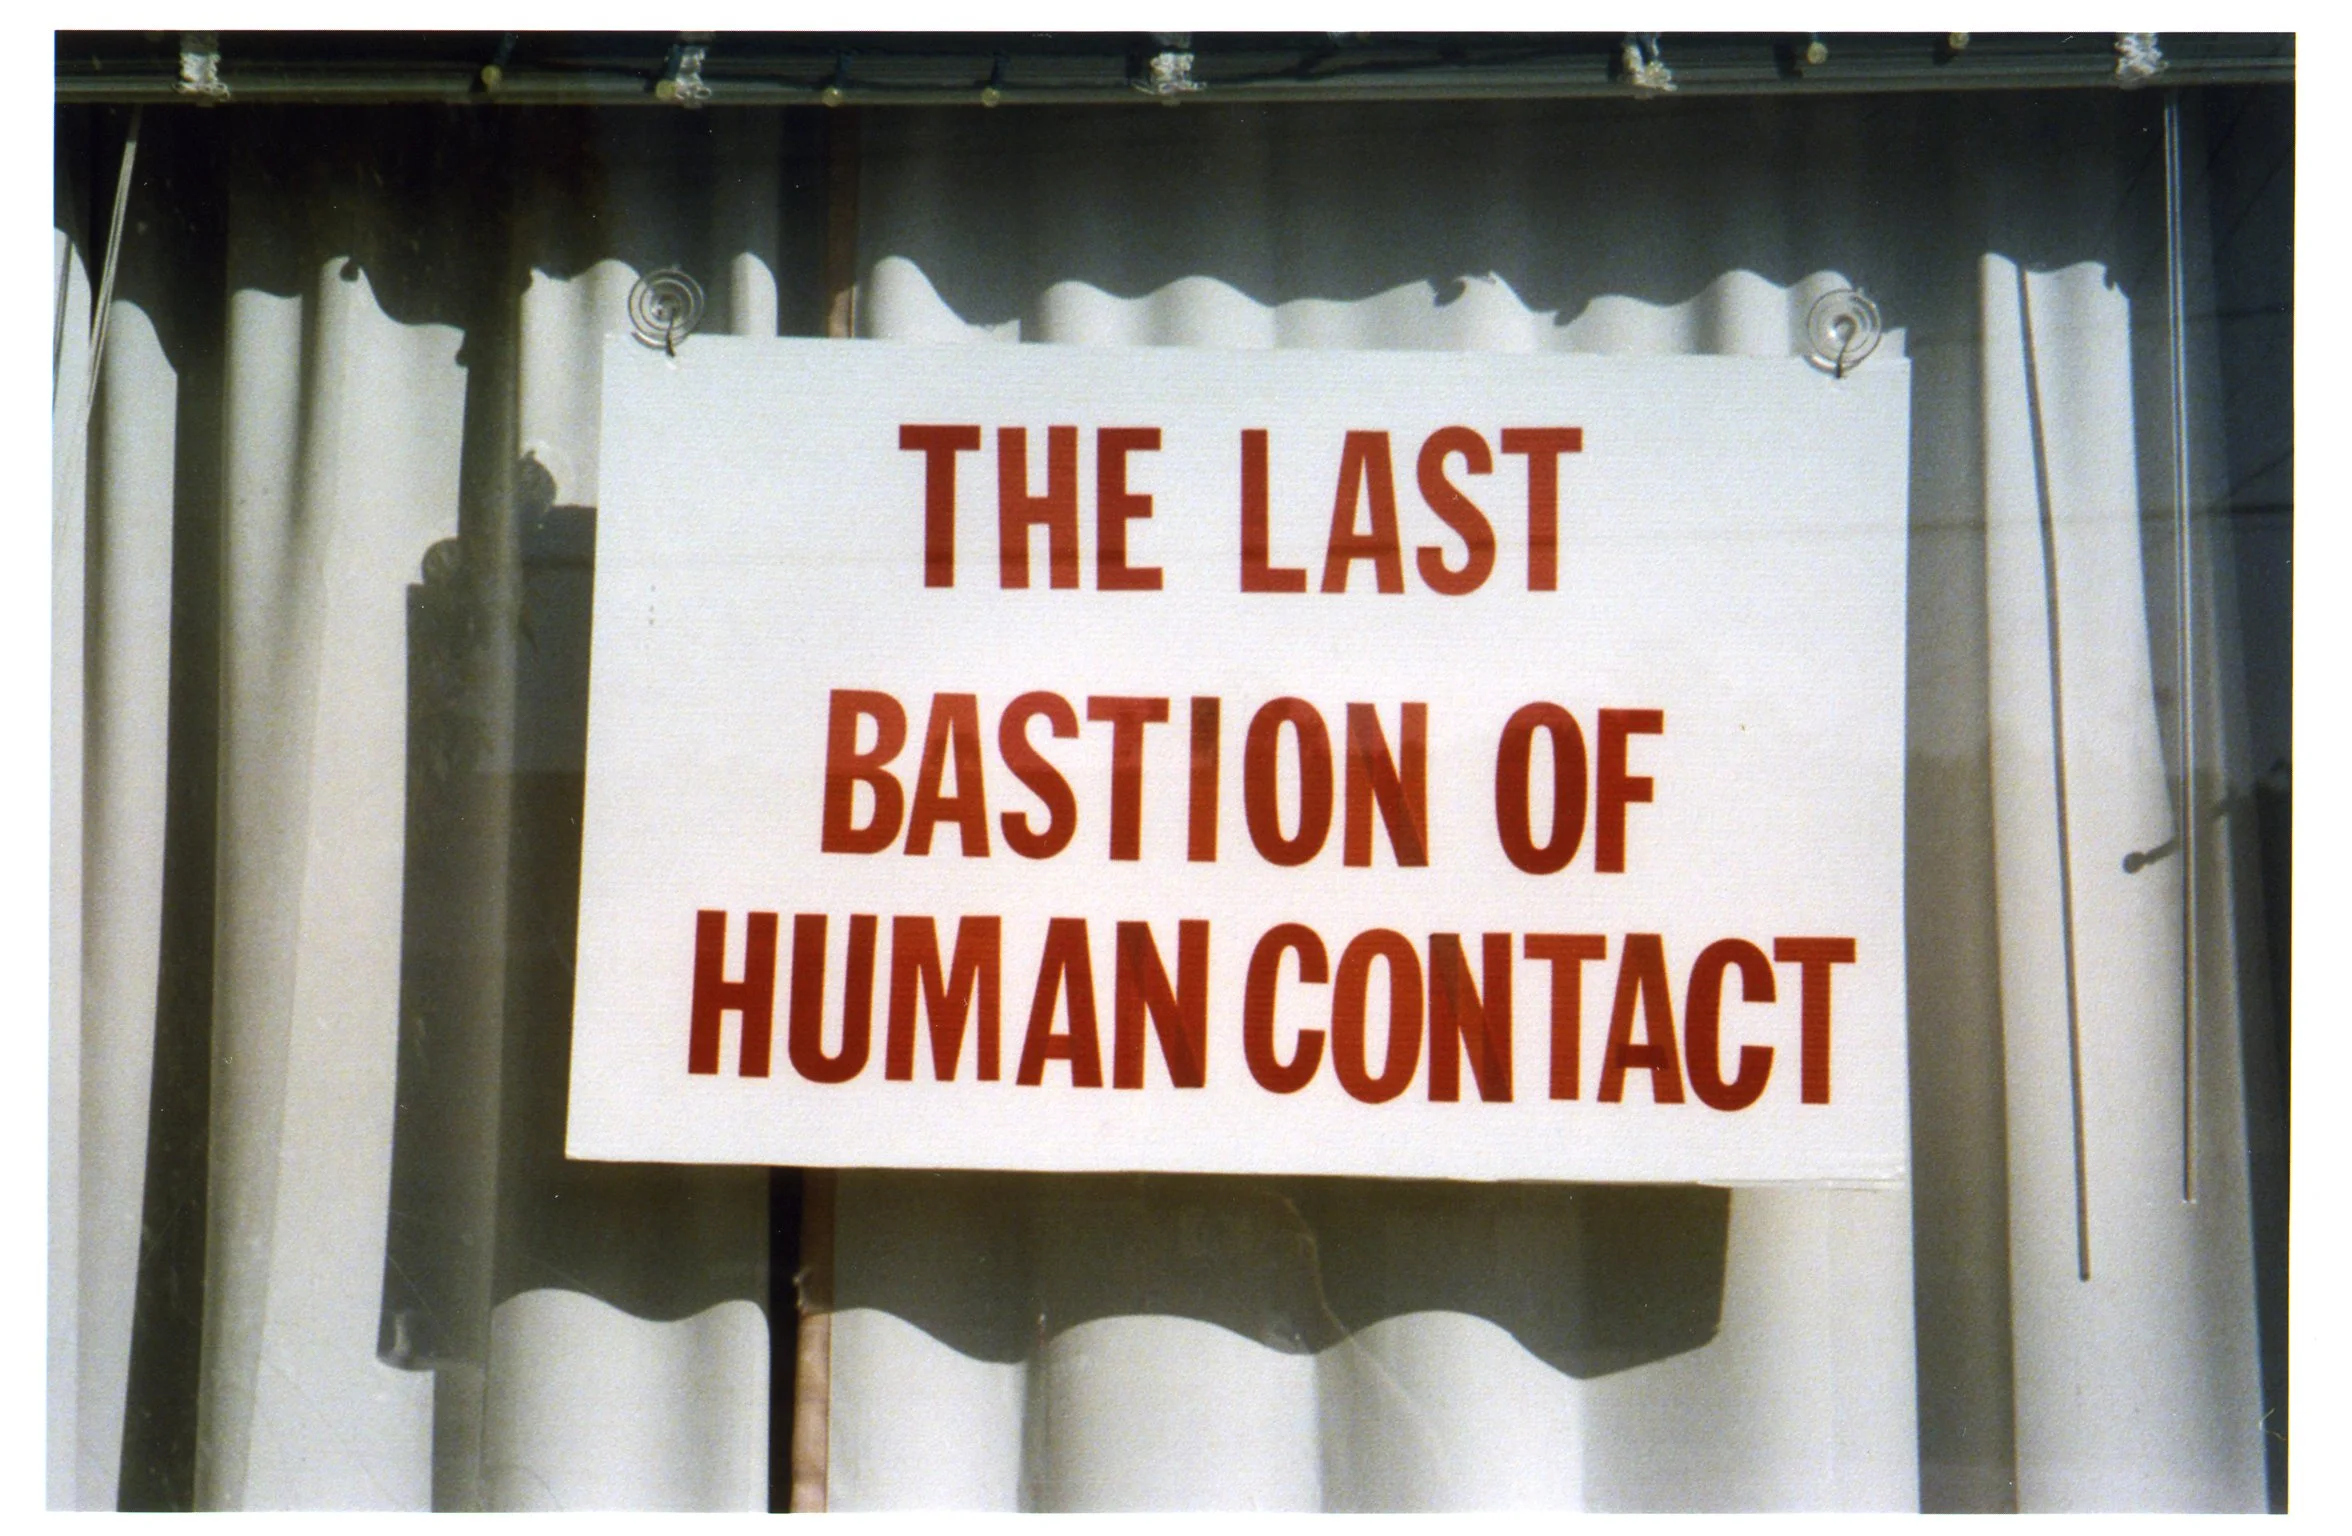 THE LAST
BASTION OF
HUMAN CONTACT